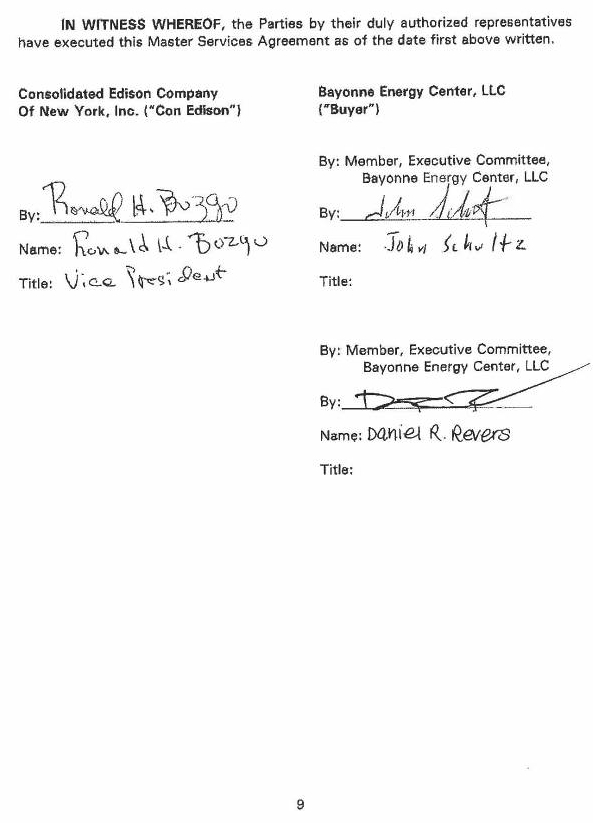 IN WITNESS WHEREOF, the Parties by their duly authorized representatives
have executed this Master Services Agreement as of the date first above written.
Consolidated Edison Company
Of New York, Inc. ("Con Edison")
By: Ronald H. Bozgo
Name: Ronald H. Bozgo
Title: Vice President
Bayonne Energy Center, LLC
("Buyer")
By: Member, Executive Committee,
Bayonne Energy Center, LLC
By: John
Name: John Schultz
Title:
By: Member, Executive Committee,
Bayonne Energy Center, LLC
By:
Name: Daniel R. Revers
Title:
9